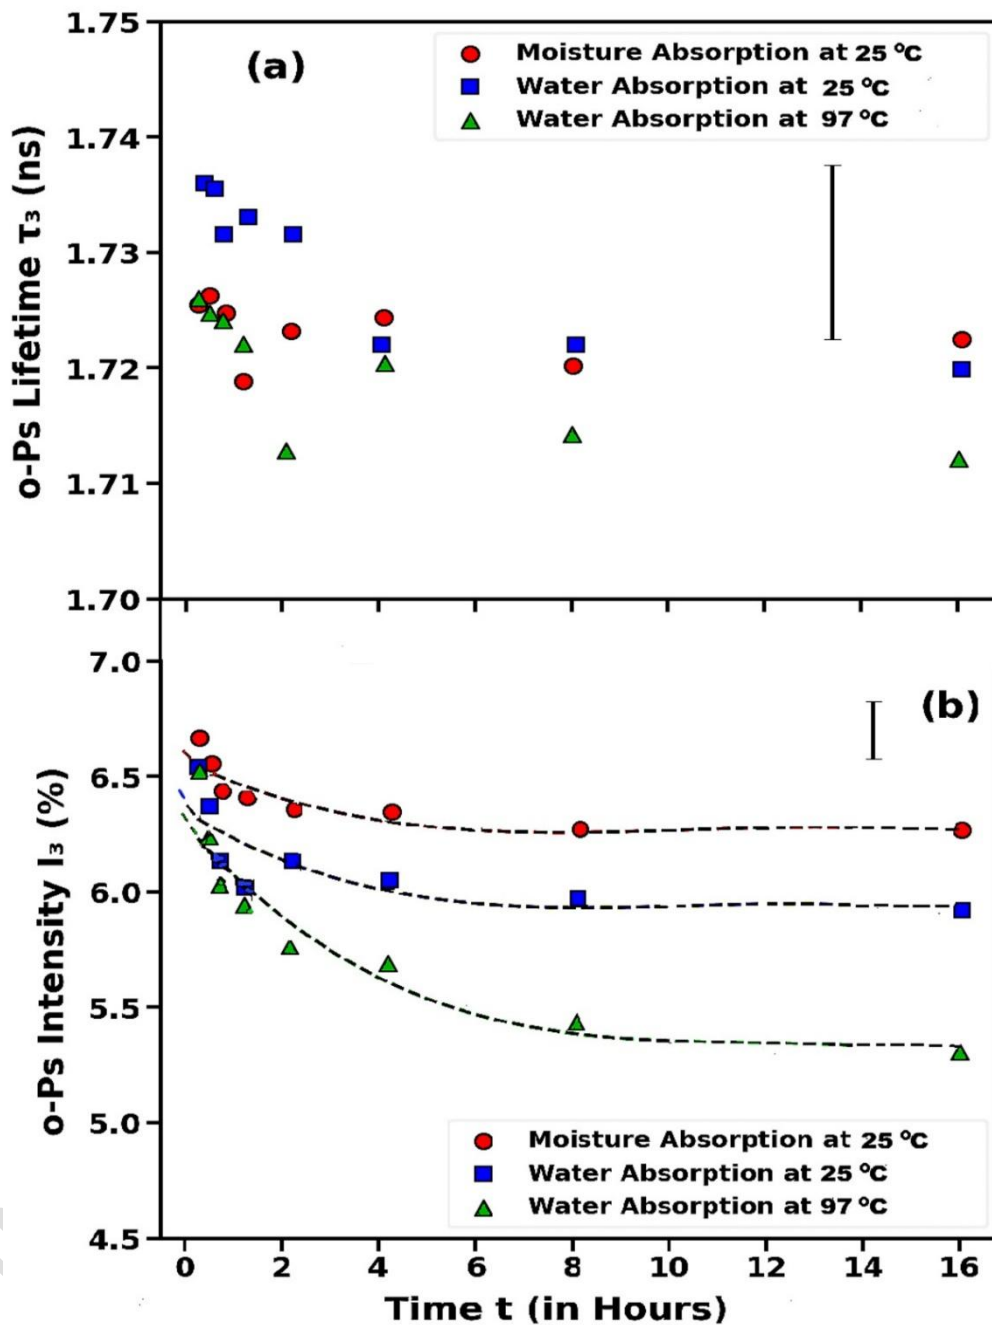 1.75
(a)
Moisture Absorption at 25 °C
Water Absorption at 25 °C
Water Absorption at 97 °C
1.74
1.73
1.72
1.71
1.70
o-Ps Lifetime τ₃ (ns)
7.0
(b)
6.5
6.0
5.5
5.0
4.5
o-Ps Intensity I₃ (%)
Moisture Absorption at 25 °C
Water Absorption at 25 °C
Water Absorption at 97 °C
0 2 4 6 8 10 12 14 16
Time t (in Hours)